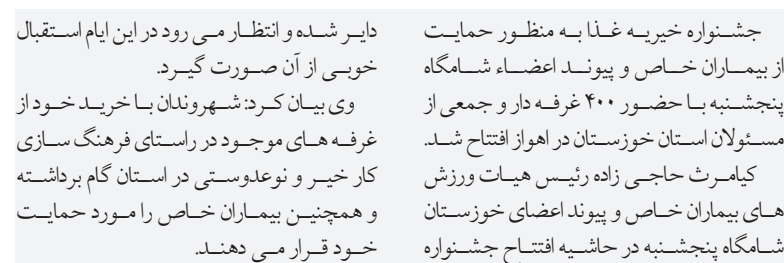 جشنواره خیریه غذا به منظور حمایت
از بیماران خاص و پیوند اعضاء شامگاه
پنجشنبه با حضور ۴۰۰ غرفه دار و جمعی از
مسئولان استان خوزستان در اهواز افتتاح شد.
کیامرث حاجی زاده رئیس هیات ورزش
های بیماران خاص و پیوند اعضای خوزستان
شامگاه پنجشنبه در حاشیه افتتاح جشنواره
دایر شده و انتظار می رود در این ایام استقبال
خوبی از آن صورت گیرد.
وی بیان کرد: شهروندان با خرید خود از
غرفه های موجود در راستای فرهنگ سازی
کار خیر و نوعدوستی در استان گام برداشته
و همچنین بیماران خاص را مورد حمایت
خود قرار می دهند.